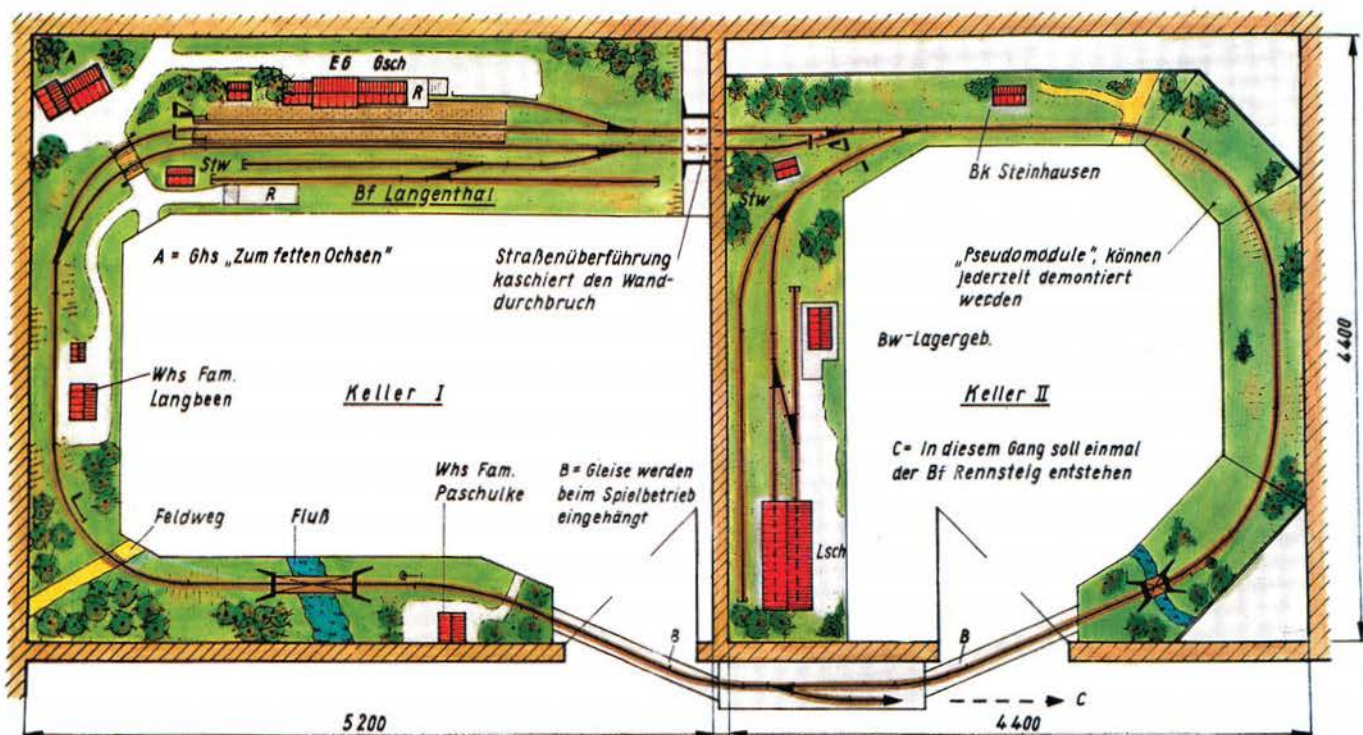 A
EG Gsch
R
Stw
R
Bf Langenthal
A = Ghs „Zum fetten Ochsen"
Straßenüberführung
kaschiert den Wand-
durchbruch
Whs Fam.
Langbeen
Keller I
Whs Fam.
Paschulke
B = Gleise werden
beim Spielbetrieb
eingehängt
Feldweg
Fluß
B
5200
Stw
Bk Steinhausen
„Pseudomodule", können
jederzeit demontiert
werden
Bw-Lagergeb.
Keller II
C = In diesem Gang soll einmal
der Bf Rennsteig entstehen
Lsch
B
C
4400
4400